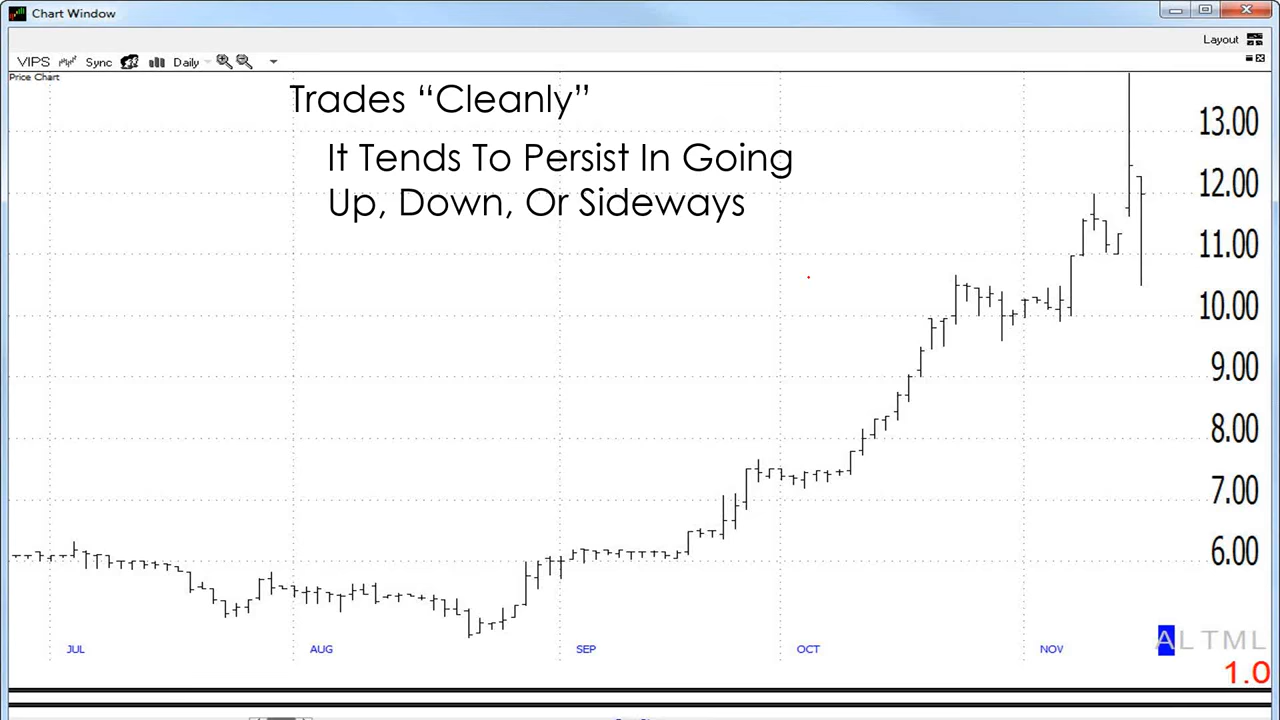 Chart Window
Layout
VIPS Sync Daily
Price Chart
Trades “Cleanly”
It Tends To Persist In Going
Up, Down, Or Sideways
13.00
12.00
11.00
10.00
9.00
8.00
7.00
6.00
JUL AUG SEP OCT NOV
A L T M L
1.0